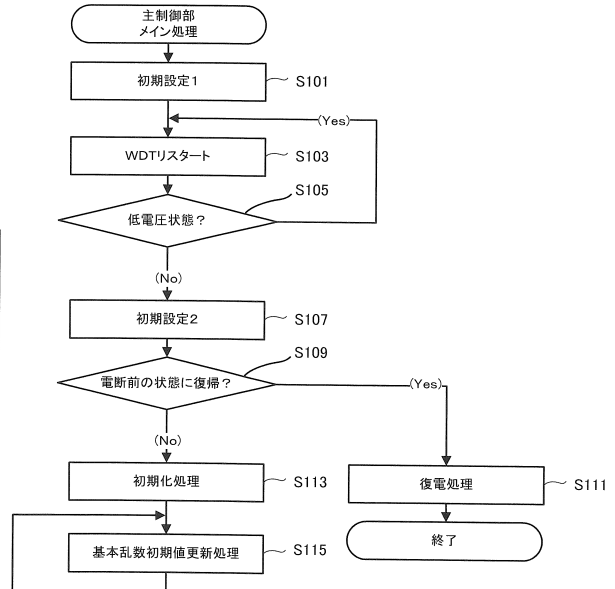 主制御部
メイン処理
初期設定1
S101
(Yes)
WDTリスタート
S103
S105
低電圧状態？
(No)
初期設定2
S107
S109
電断前の状態に復帰？
(Yes)
(No)
初期化処理
S113
復電処理
S111
基本乱数初期値更新処理
S115
終了